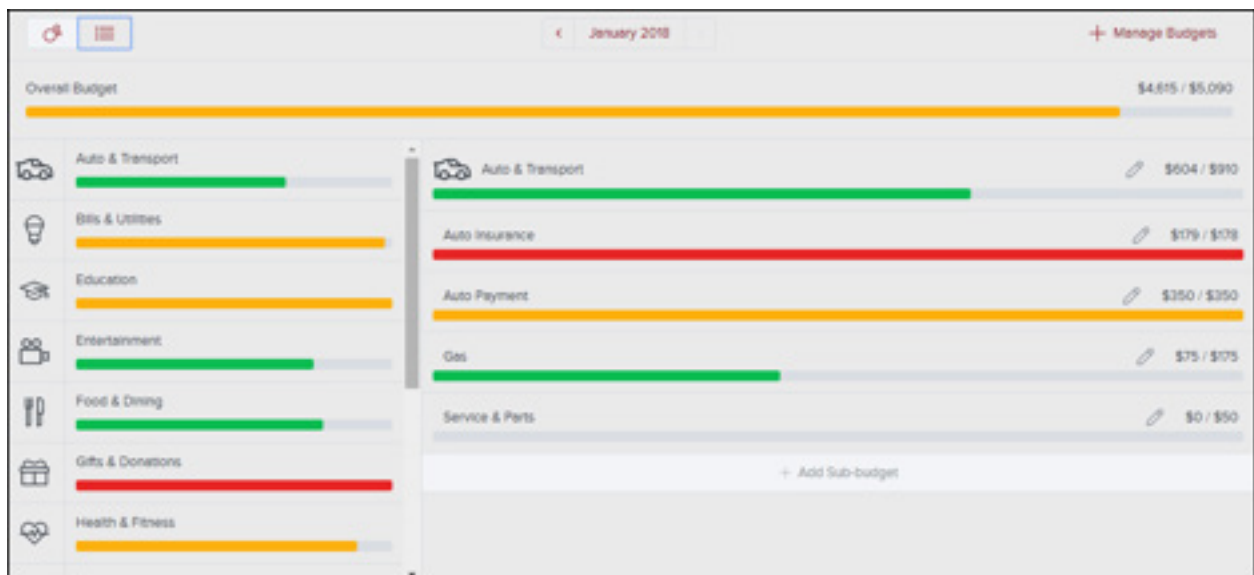 January 2018
+ Manage Budgets
Overall Budget
$4,615 / $5,090
Auto & Transport
Bills & Utilities
Education
Entertainment
Food & Dining
Gifts & Donations
Health & Fitness
Auto & Transport
$604 / $910
Auto Insurance
$179 / $178
Auto Payment
$350 / $350
Gas
$75 / $175
Service & Parts
$0 / $50
+ Add Sub-budget